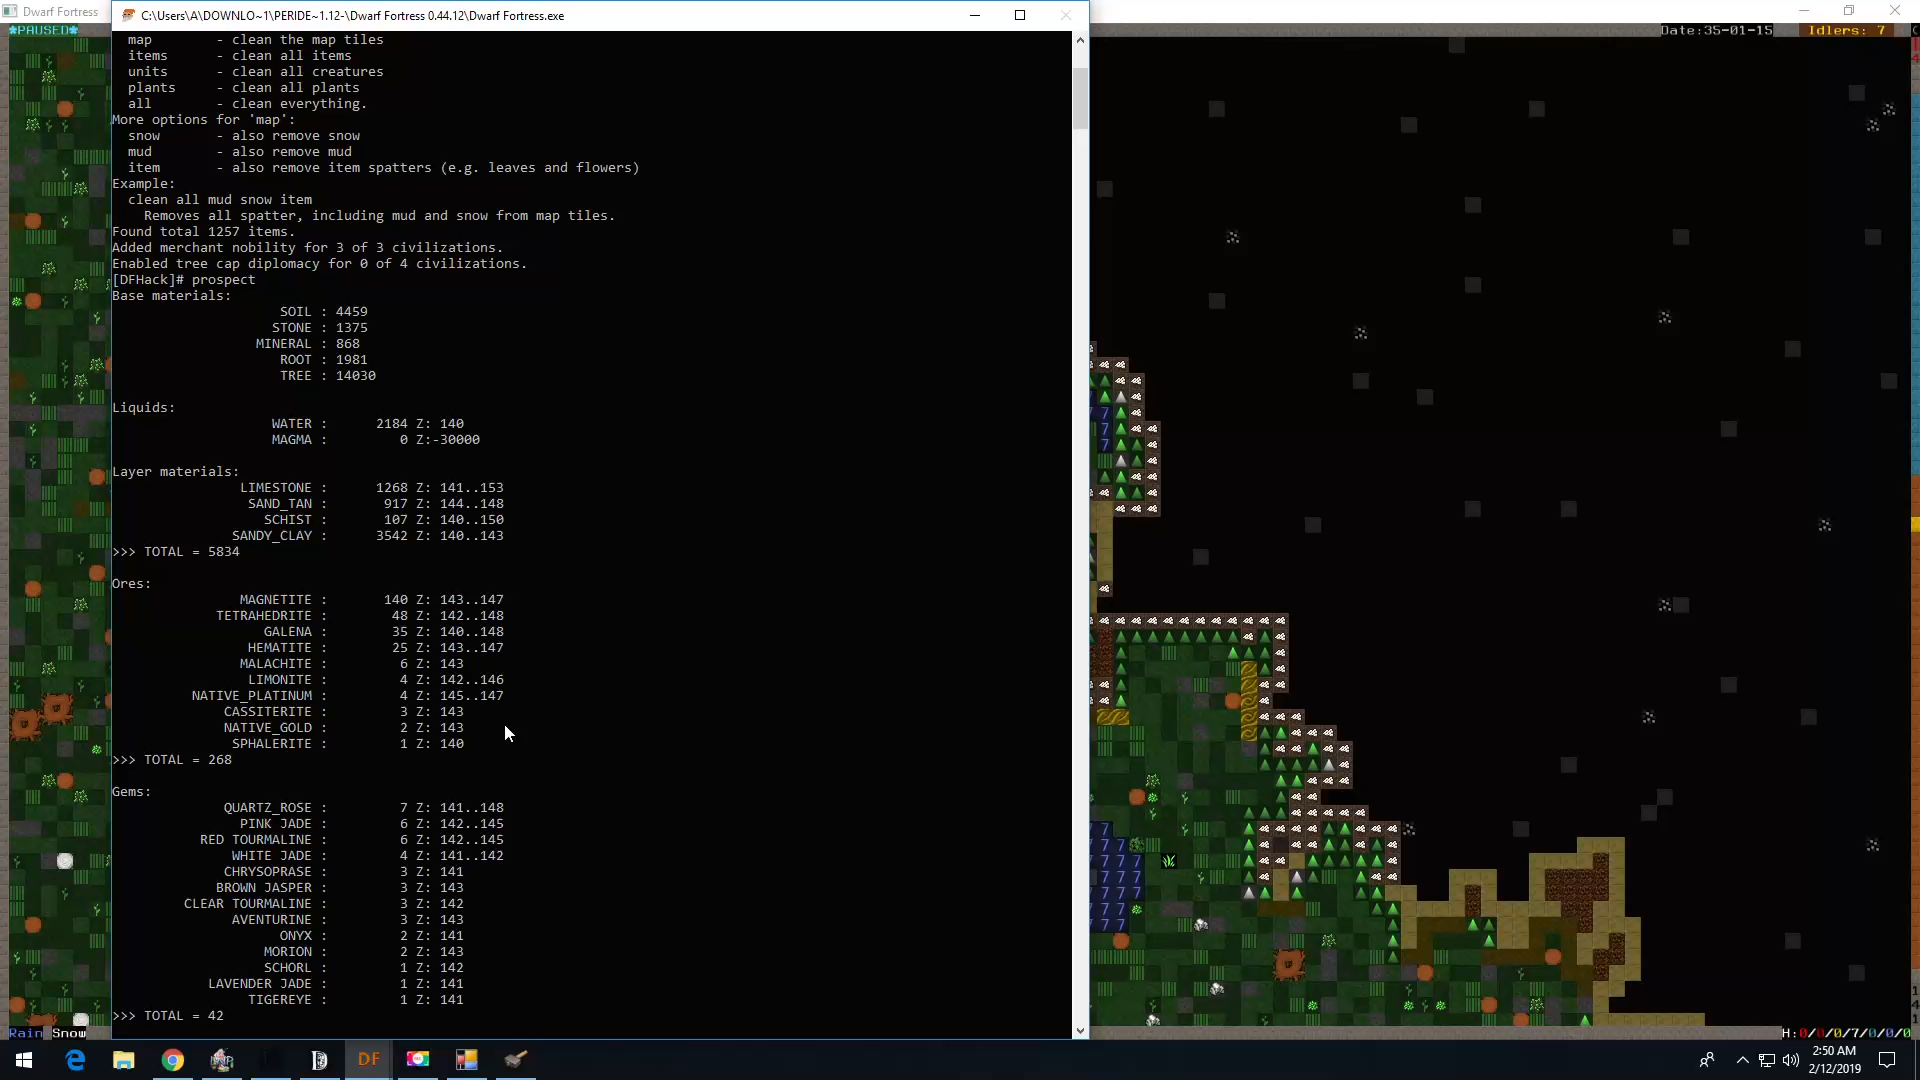 Dwarf Fortress
C:\Users\A\DOWNLO~1\PERIDE~1.12-\Dwarf Fortress 0.44.12\Dwarf Fortress.exe
*PAUSED*
Date:35-01-15
Idlers: 7
map - clean the map tiles
items - clean all items
units - clean all creatures
plants - clean all plants
all - clean everything.
More options for 'map':
snow - also remove snow
mud - also remove mud
item - also remove item spatters (e.g. leaves and flowers)
Example:
clean all mud snow item
Removes all spatter, including mud and snow from map tiles.
Found total 1257 items.
Added merchant nobility for 3 of 3 civilizations.
Enabled tree cap diplomacy for 0 of 4 civilizations.
[DFHack]# prospect
Base materials:
SOIL : 4459
STONE : 1375
MINERAL : 868
ROOT : 1981
TREE : 14030
Liquids:
WATER : 2184 Z: 140
MAGMA : 0 Z:-30000
Layer materials:
LIMESTONE : 1268 Z: 141..153
SAND_TAN : 917 Z: 144..148
SCHIST : 107 Z: 140..150
SANDY_CLAY : 3542 Z: 140..143
>>> TOTAL = 5834
Ores:
MAGNETITE : 140 Z: 143..147
TETRAHEDRITE : 48 Z: 142..148
GALENA : 35 Z: 140..148
HEMATITE : 25 Z: 143..147
MALACHITE : 6 Z: 143
LIMONITE : 4 Z: 142..146
NATIVE_PLATINUM : 4 Z: 145..147
CASSITERITE : 3 Z: 143
NATIVE_GOLD : 2 Z: 143
SPHALERITE : 1 Z: 140
>>> TOTAL = 268
Gems:
QUARTZ_ROSE : 7 Z: 141..148
PINK JADE : 6 Z: 142..145
RED TOURMALINE : 6 Z: 142..145
WHITE JADE : 4 Z: 141..142
CHRYSOPRASE : 3 Z: 141
BROWN JASPER : 3 Z: 143
CLEAR TOURMALINE : 3 Z: 142
AVENTURINE : 3 Z: 143
ONYX : 2 Z: 141
MORION : 2 Z: 143
SCHORL : 1 Z: 142
LAVENDER JADE : 1 Z: 141
TIGEREYE : 1 Z: 141
>>> TOTAL = 42
Rain Snow
H:0/0/0/7/0/0/0
DF
2:50 AM
2/12/2019